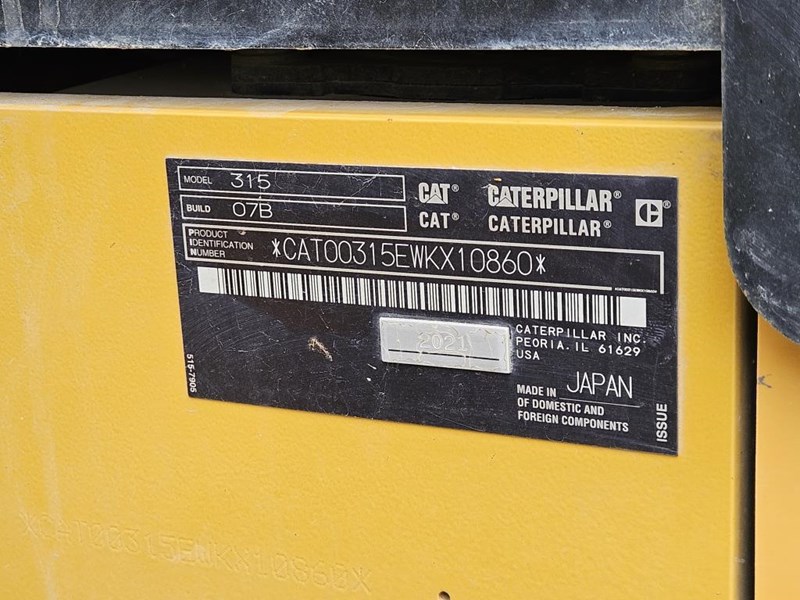 MODEL 315
CAT® CATERPILLAR®
BUILD 07B
CAT® CATERPILLAR®
PRODUCT
IDENTIFICATION
NUMBER
*CAT00315EWKX10860*
2021
CATERPILLAR INC.
PEORIA. IL 61629
USA
515-7905
MADE IN JAPAN
OF DOMESTIC AND
FOREIGN COMPONENTS
ISSUE
*CAT00315EWKX10860*